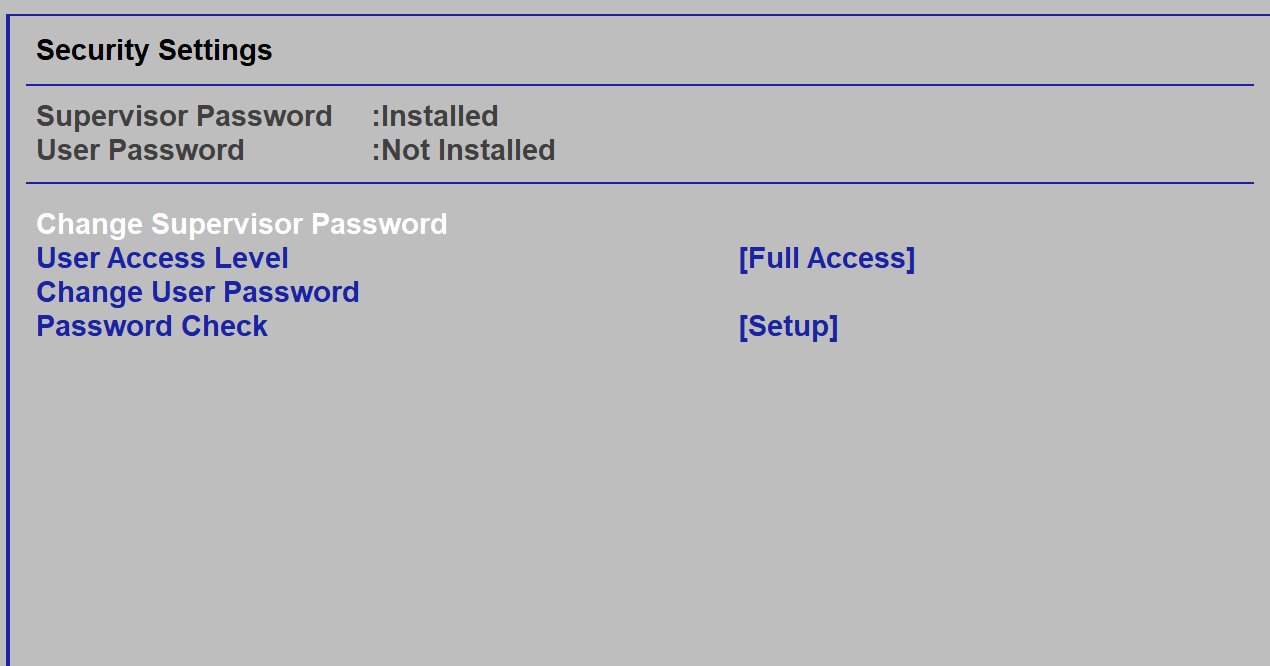 Security Settings
Supervisor Password :Installed
User Password :Not Installed
Change Supervisor Password
User Access Level [Full Access]
Change User Password
Password Check [Setup]